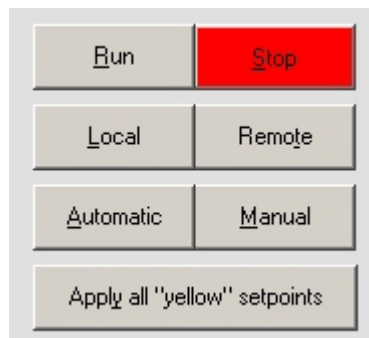 Run Stop
Local Remote
Automatic Manual
Apply all "yellow" setpoints